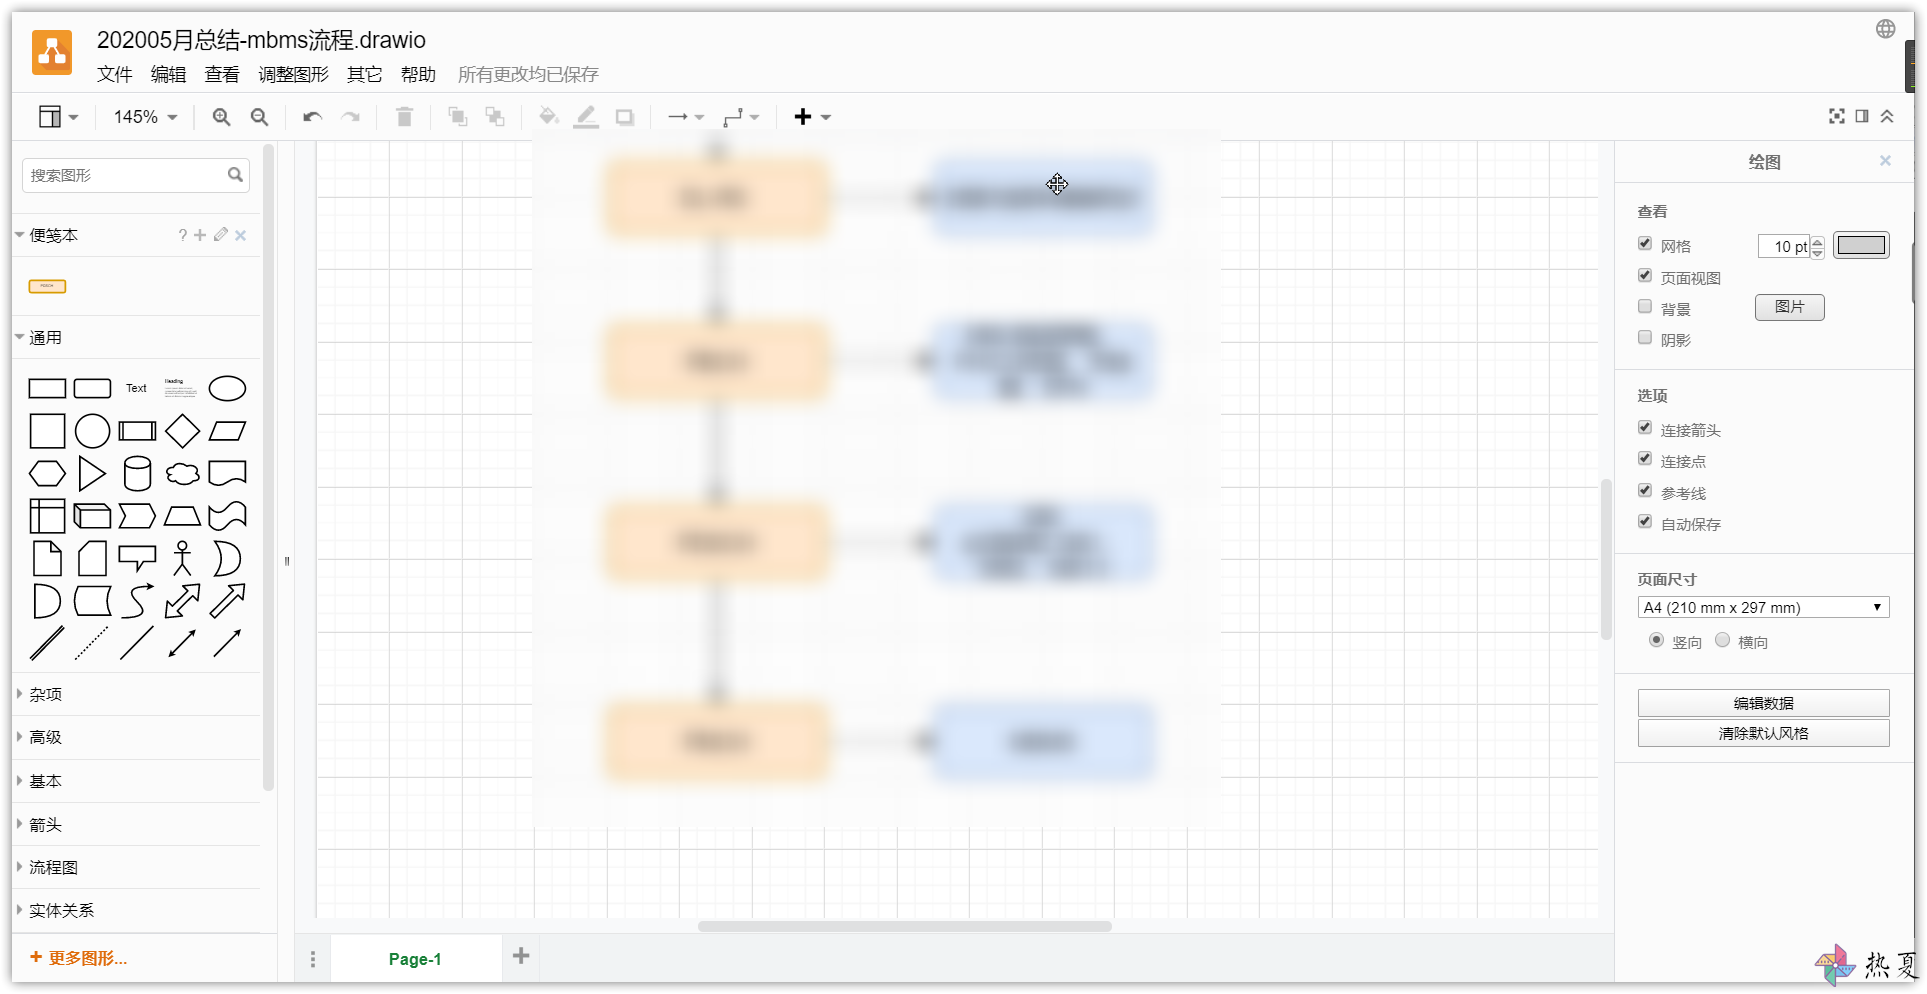 202005月总结-mbms流程.drawio
文件 编辑 查看 调整图形 其它 帮助 所有更改均已保存
145%
搜索图形
便笺本 ?
通用
Text
Heading
杂项
高级
基本
箭头
流程图
实体关系
+ 更多图形...
Page-1
绘图
查看
网格 10 pt
页面视图
背景 图片
阴影
选项
连接箭头
连接点
参考线
自动保存
页面尺寸
A4 (210 mm x 297 mm)
竖向 横向
编辑数据
清除默认风格
热夏